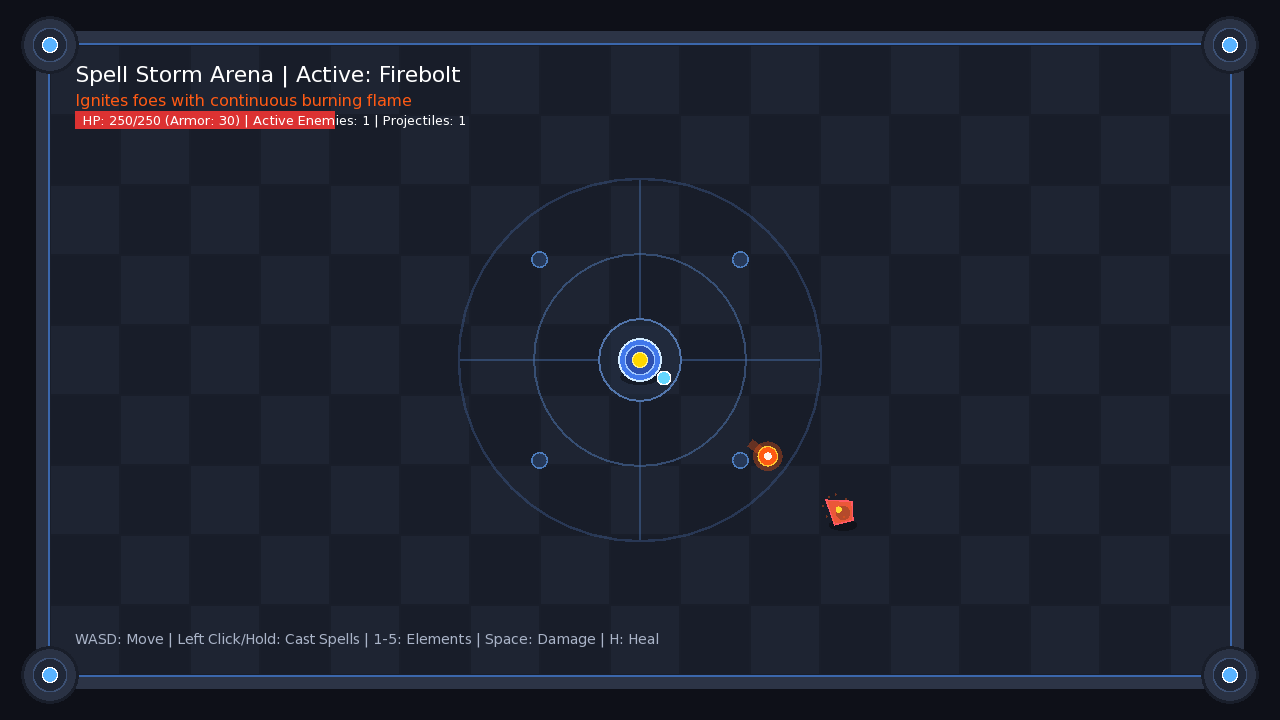 Spell Storm Arena | Active: Firebolt
Ignites foes with continuous burning flame
HP: 250/250 (Armor: 30) | Active Enemies: 1 | Projectiles: 1
WASD: Move | Left Click/Hold: Cast Spells | 1-5: Elements | Space: Damage | H: Heal